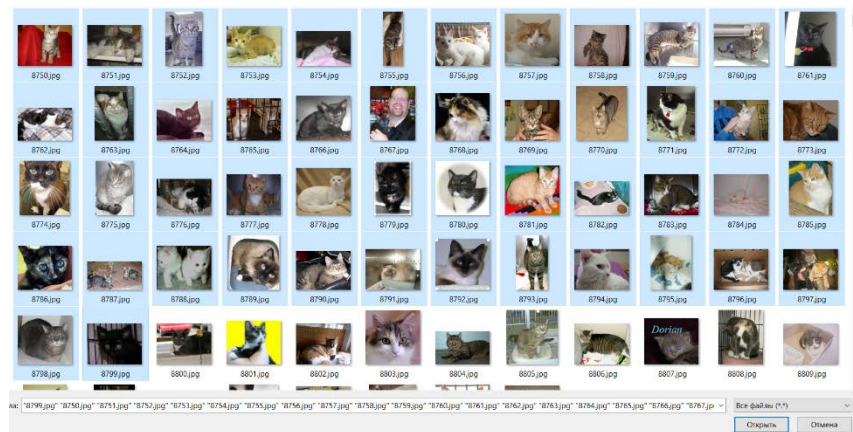 8750.jpg 8751.jpg 8752.jpg 8753.jpg 8754.jpg 8755.jpg 8756.jpg 8757.jpg 8758.jpg 8759.jpg 8760.jpg 8761.jpg
8762.jpg 8763.jpg 8764.jpg 8765.jpg 8766.jpg 8767.jpg 8768.jpg 8769.jpg 8770.jpg 8771.jpg 8772.jpg 8773.jpg
8774.jpg 8775.jpg 8776.jpg 8777.jpg 8778.jpg 8779.jpg 8780.jpg 8781.jpg 8782.jpg 8783.jpg 8784.jpg 8785.jpg
8786.jpg 8787.jpg 8788.jpg 8789.jpg 8790.jpg 8791.jpg 8792.jpg 8793.jpg 8794.jpg 8795.jpg 8796.jpg 8797.jpg
Dorian
8798.jpg 8799.jpg 8800.jpg 8801.jpg 8802.jpg 8803.jpg 8804.jpg 8805.jpg 8806.jpg 8807.jpg 8808.jpg 8809.jpg
ла: "8799.jpg" "8750.jpg" "8751.jpg" "8752.jpg" "8753.jpg" "8754.jpg" "8755.jpg" "8756.jpg" "8757.jpg" "8758.jpg" "8759.jpg" "8760.jpg" "8761.jpg" "8762.jpg" "8763.jpg" "8764.jpg" "8765.jpg" "8766.jpg" "8767.jp Все файлы (*.*)
Открыть Отмена